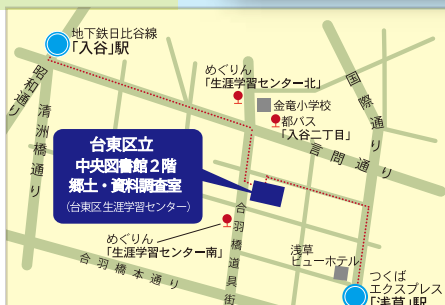 地下鉄日比谷線
「入谷」駅
めぐりん
「生涯学習センター北」
金竜小学校
都バス
「入谷二丁目」
昭和通り
清洲橋通り
国際通り
言問通り
台東区立
中央図書館2階
郷土・資料調査室
(台東区生涯学習センター)
めぐりん
「生涯学習センター南」
合羽橋道具街
合羽橋本通り
浅草
ビューホテル
つくば
エクスプレス
「浅草」駅